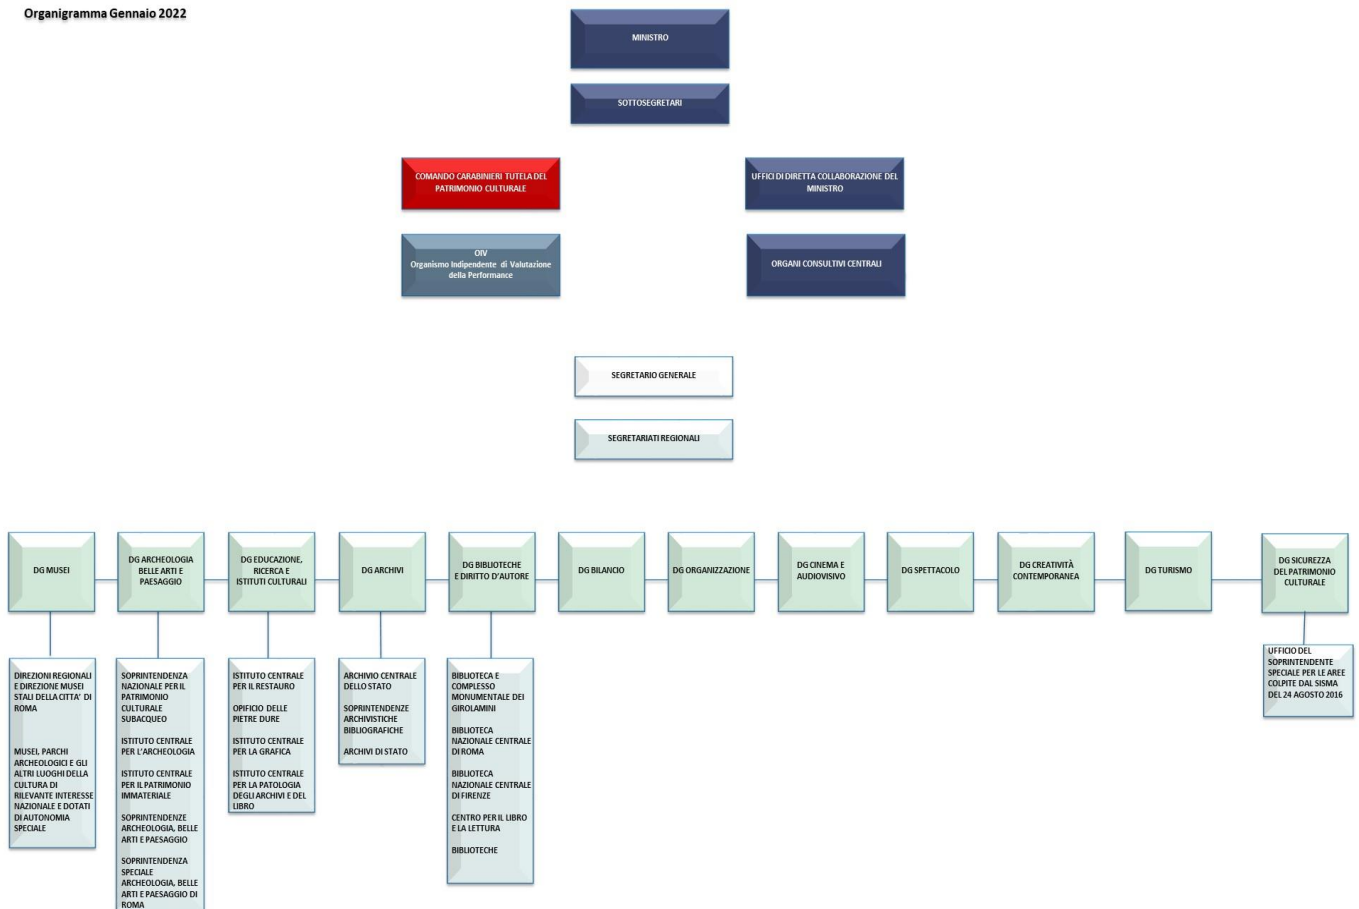 Organigramma Gennaio 2022
MINISTRO
SOTTOSEGRETARI
COMANDO CARABINIERI TUTELA DEL
PATRIMONIO CULTURALE
UFFICI DI DIRETTA COLLABORAZIONE DEL
MINISTRO
OIV
Organismo Indipendente di Valutazione
della Performance
ORGANI CONSULTIVI CENTRALI
SEGRETARIO GENERALE
SEGRETARIATI REGIONALI
DG MUSEI
DG ARCHEOLOGIA
BELLE ARTI E
PAESAGGIO
DG EDUCAZIONE,
RICERCA E
ISTITUTI CULTURALI
DG ARCHIVI
DG BIBLIOTECHE
E DIRITTO D'AUTORE
DG BILANCIO
DG ORGANIZZAZIONE
DG CINEMA E
AUDIOVISIVO
DG SPETTACOLO
DG CREATIVITÀ
CONTEMPORANEA
DG TURISMO
DG SICUREZZA
DEL PATRIMONIO
CULTURALE
DIREZIONI REGIONALI
E DIREZIONE MUSEI
STALI DELLA CITTA' DI
ROMA
MUSEI, PARCHI
ARCHEOLOGICI E GLI
ALTRI LUOGHI DELLA
CULTURA DI
RILEVANTE INTERESSE
NAZIONALE E DOTATI
DI AUTONOMIA
SPECIALE
SOPRINTENDENZA
NAZIONALE PER IL
PATRIMONIO
CULTURALE
SUBACQUEO
ISTITUTO CENTRALE
PER L'ARCHEOLOGIA
ISTITUTO CENTRALE
PER IL PATRIMONIO
IMMATERIALE
SOPRINTENDENZE
ARCHEOLOGIA, BELLE
ARTI E PAESAGGIO
SOPRINTENDENZA
SPECIALE
ARCHEOLOGIA, BELLE
ARTI E PAESAGGIO DI
ROMA
ISTITUTO CENTRALE
PER IL RESTAURO
OPIFICIO DELLE
PIETRE DURE
ISTITUTO CENTRALE
PER LA GRAFICA
ISTITUTO CENTRALE
PER LA PATOLOGIA
DEGLI ARCHIVI E DEL
LIBRO
ARCHIVIO CENTRALE
DELLO STATO
SOPRINTENDENZE
ARCHIVISTICHE
BIBLIOGRAFICHE
ARCHIVI DI STATO
BIBLIOTECA E
COMPLESSO
MONUMENTALE DEI
GIROLAMINI
BIBLIOTECA
NAZIONALE CENTRALE
DI ROMA
BIBLIOTECA
NAZIONALE CENTRALE
DI FIRENZE
CENTRO PER IL LIBRO
E LA LETTURA
BIBLIOTECHE
UFFICIO DEL
SOPRINTENDENTE
SPECIALE PER LE AREE
COLPITE DAL SISMA
DEL 24 AGOSTO 2016